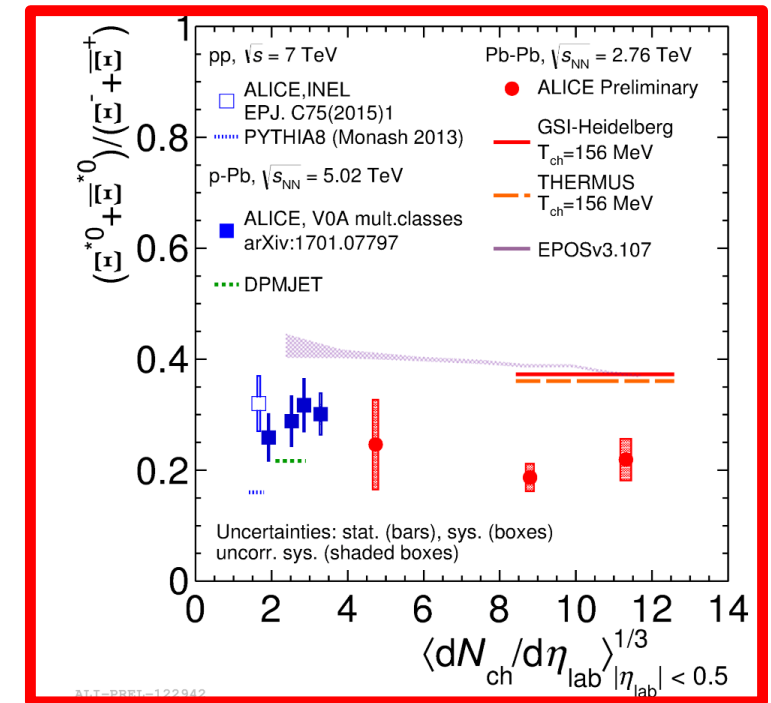 (Ξ*0+Ξ̅*0)/(Ξ-+Ξ̅+)
1
0.8
0.6
0.4
0.2
0
pp, √s = 7 TeV
ALICE,INEL
EPJ. C75(2015)1
PYTHIA8 (Monash 2013)
p-Pb, √sNN = 5.02 TeV
ALICE, V0A mult.classes
arXiv:1701.07797
DPMJET
Pb-Pb, √sNN = 2.76 TeV
ALICE Preliminary
GSI-Heidelberg
Tch=156 MeV
THERMUS
Tch=156 MeV
EPOSv3.107
Uncertainties: stat. (bars), sys. (boxes)
uncorr. sys. (shaded boxes)
0 2 4 6 8 10 12 14
⟨dNch/dηlab⟩1/3|ηlab| < 0.5
ALI-PREL-122942